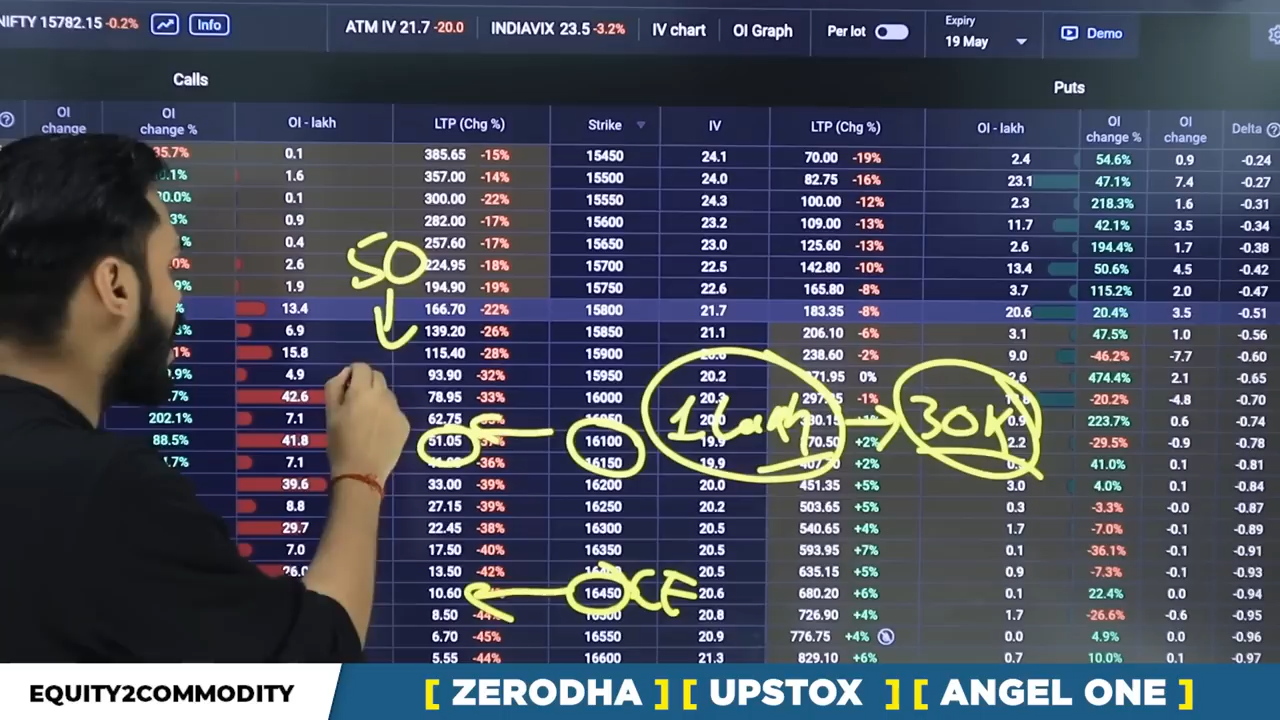 NIFTY 15782.15 -0.2% Info ATM IV 21.7 -20.0 INDIAVIX 23.5 -3.2% IV chart OI Graph Per lot Expiry 19 May Demo
Calls Puts
OI change OI change % OI - lakh LTP (Chg %) Strike IV LTP (Chg %) OI - lakh OI change % OI change Delta
35.7% 0.1 385.65 -15% 15450 24.1 70.00 -19% 2.4 54.6% 0.9 -0.24
1.6 357.00 -14% 15500 24.0 82.75 -16% 23.1 47.1% 7.4 -0.27
0.1 300.00 -22% 15550 24.3 100.00 -12% 2.3 218.3% 1.6 -0.31
0.9 282.00 -17% 15600 23.2 109.00 -13% 11.7 42.1% 3.5 -0.34
0.4 257.60 -17% 15650 23.0 125.60 -13% 2.6 194.4% 1.7 -0.38
2.6 224.95 -18% 15700 22.5 142.80 -10% 13.4 50.6% 4.5 -0.42
1.9 194.90 -19% 15750 22.6 165.80 -8% 3.7 115.2% 2.0 -0.47
13.4 166.70 -22% 15800 21.7 183.35 -8% 20.6 20.4% 3.5 -0.51
6.9 139.20 -26% 15850 21.1 206.10 -6% 3.1 47.5% 1.0 -0.56
15.8 115.40 -28% 15900 238.60 -2% 9.0 -46.2% -7.7 -0.60
4.9 93.90 -32% 15950 20.2 0% 2.6 474.4% 2.1 -0.65
42.6 78.95 -33% 16000 -20.2% -4.8 -0.70
202.1% 7.1 62.75 0.9 223.7% 0.6 -0.74
88.5% 41.8 51.05 16100 19.9 +2% 2.2 -29.5% -0.9 -0.78
7.1 -36% 16150 19.9 +2% 41.0% 0.1 -0.81
39.6 33.00 -39% 16200 20.0 451.35 +5% 3.0 4.0% 0.1 -0.84
8.8 27.15 -39% 16250 20.2 503.65 +5% -3.3% -0.0 -0.87
29.7 22.45 -38% 16300 20.5 540.65 +4% 1.7 -7.0% -0.1 -0.89
7.0 17.50 -40% 16350 20.5 593.95 +7% 0.1 -36.1% -0.1 -0.91
26.0 13.50 -42% 20.5 635.15 +5% 0.9 -7.3% -0.1 -0.93
10.60 16450 20.6 680.20 +6% 0.1 22.4% 0.0 -0.94
8.50 -44% 20.8 726.90 +4% 1.7 -26.6% -0.6 -0.95
6.70 -45% 16550 20.9 776.75 +4% 0.0 4.9% 0.0 -0.96
5.55 -44% 16600 21.3 829.10 +6% 0.7 10.0% 0.1 -0.97
50
1 Lakh
30K
CE
EQUITY2COMMODITY [ ZERODHA ] [ UPSTOX ] [ ANGEL ONE ]